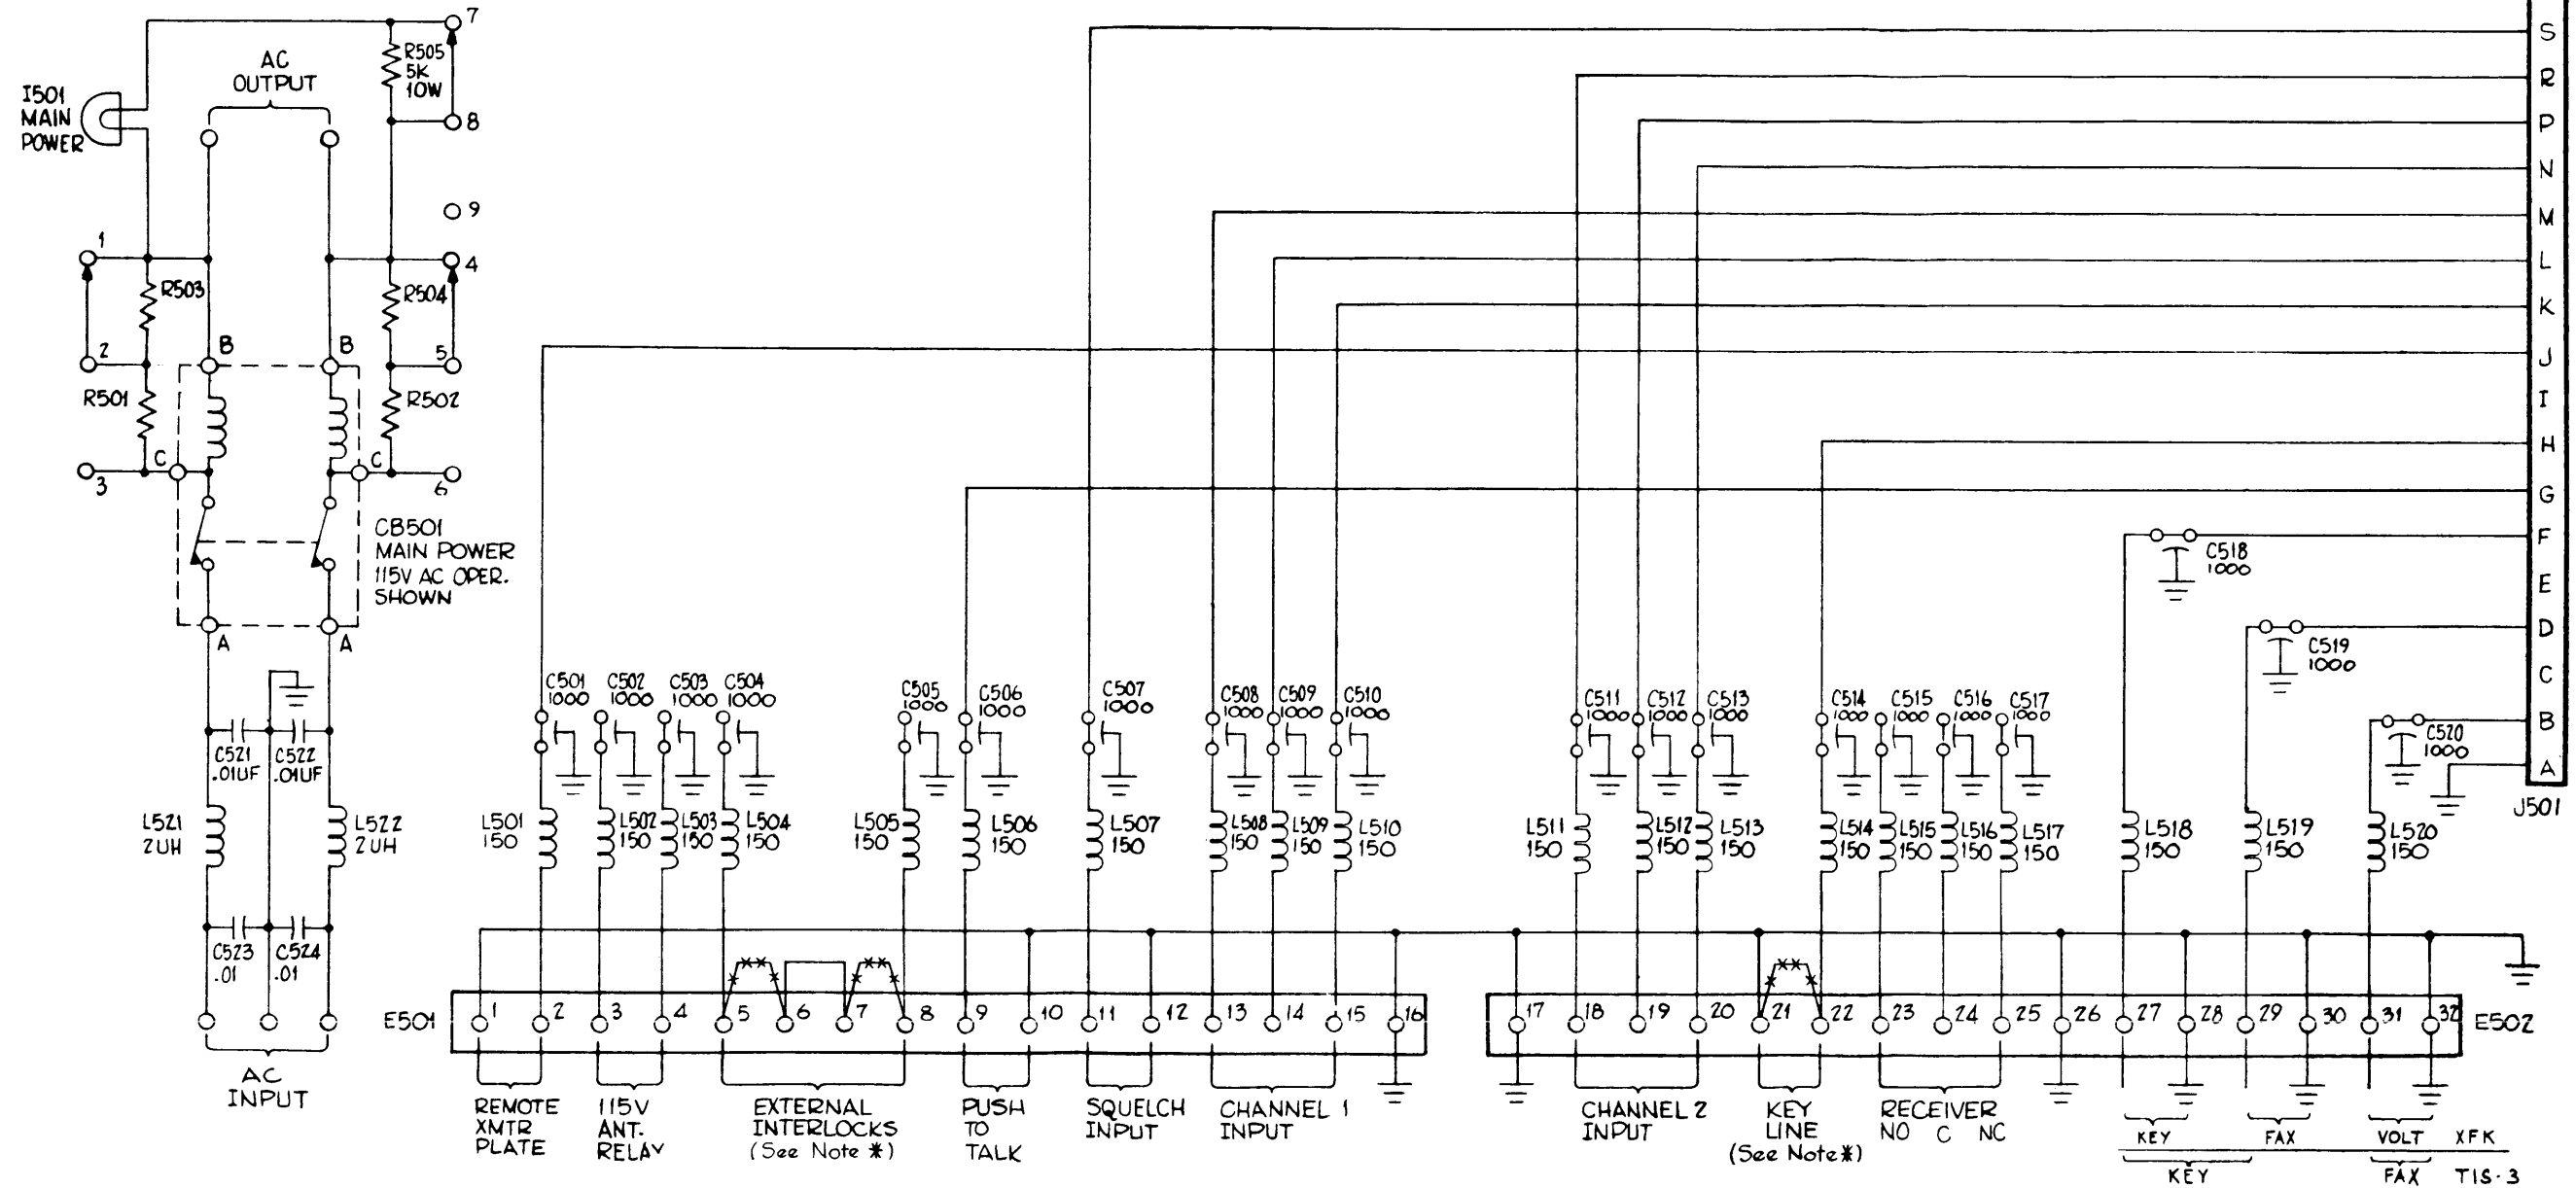 I501
MAIN
POWER
AC
OUTPUT
R505
5K
10W
7
8
9
1
4
R503
R504
2
B
B
5
R501
R502
3
C
C
6
CB501
MAIN POWER
115V AC OPER.
SHOWN
A
A
C521
.01UF
C522
.01UF
L521
2UH
L522
2UH
C523
.01
C524
.01
AC
INPUT
S
R
P
N
M
L
K
J
I
H
G
F
E
D
C
B
A
J501
C518
1000
C519
1000
C520
1000
C501
1000
C502
1000
C503
1000
C504
1000
C505
1000
C506
1000
C507
1000
C508
1000
C509
1000
C510
1000
C511
1000
C512
1000
C513
1000
C514
1000
C515
1000
C516
1000
C517
1000
L501
150
L502
150
L503
150
L504
150
L505
150
L506
150
L507
150
L508
150
L509
150
L510
150
L511
150
L512
150
L513
150
L514
150
L515
150
L516
150
L517
150
L518
150
L519
150
L520
150
E501
1 2 3 4 5 6 7 8 9 10 11 12 13 14 15 16
17 18 19 20 21 22 23 24 25 26 27 28 29 30 31 32
E502
REMOTE
XMTR
PLATE
115V
ANT.
RELAY
EXTERNAL
INTERLOCKS
(See Note *)
PUSH
TO
TALK
SQUELCH
INPUT
CHANNEL 1
INPUT
CHANNEL 2
INPUT
KEY
LINE
(See Note *)
RECEIVER
NO C NC
KEY FAX VOLT XFK
KEY FAX TIS-3